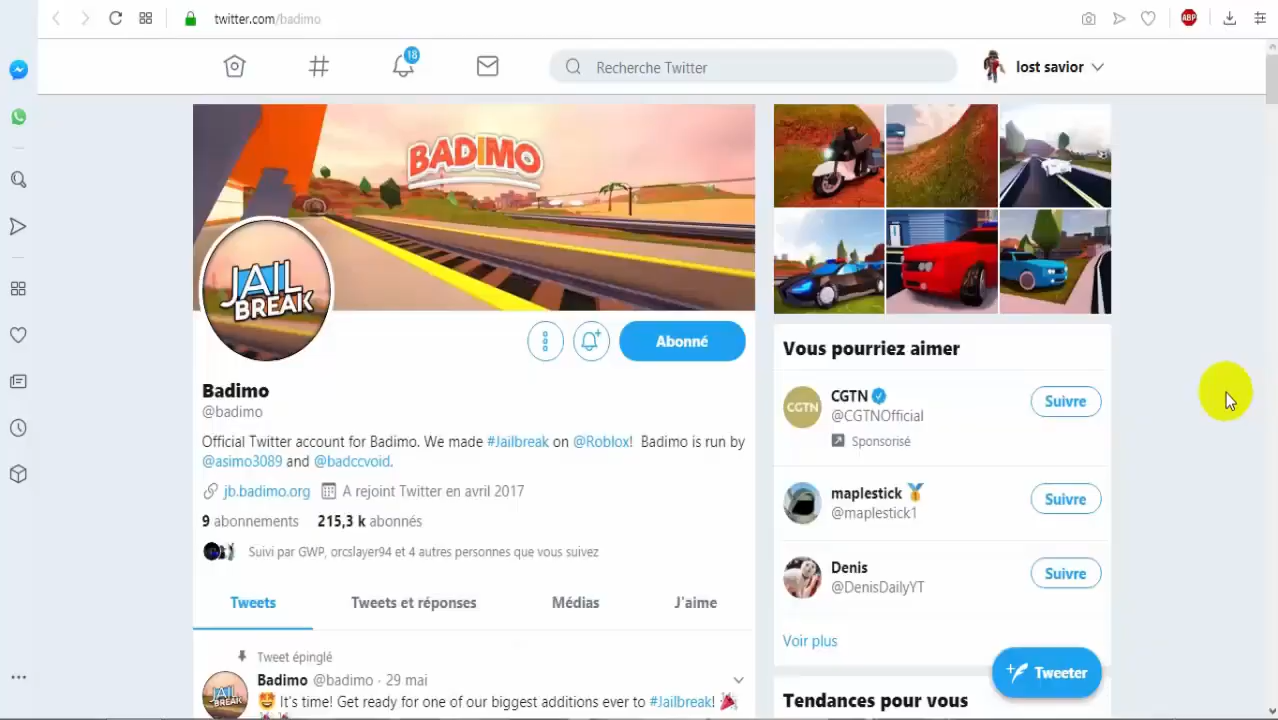 twitter.com/badimo
ABP
18
Recherche Twitter
lost savior
BADIMO
JAIL
BREAK
Abonné
Badimo
@badimo
Official Twitter account for Badimo. We made #Jailbreak on @Roblox! Badimo is run by
@asimo3089 and @badccvoid.
jb.badimo.org A rejoint Twitter en avril 2017
9 abonnements 215,3 k abonnés
Suivi par GWP, orcslayer94 et 4 autres personnes que vous suivez
Tweets Tweets et réponses Médias J'aime
Tweet épinglé
Badimo @badimo · 29 mai
JAIL
BREAK
It's time! Get ready for one of our biggest additions ever to #Jailbreak!
Vous pourriez aimer
CGTN
CGTN
@CGTNOfficial
Sponsorisé
Suivre
maplestick
@maplestick1
Suivre
Denis
@DenisDailyYT
Suivre
Voir plus
Tweeter
Tendances pour vous